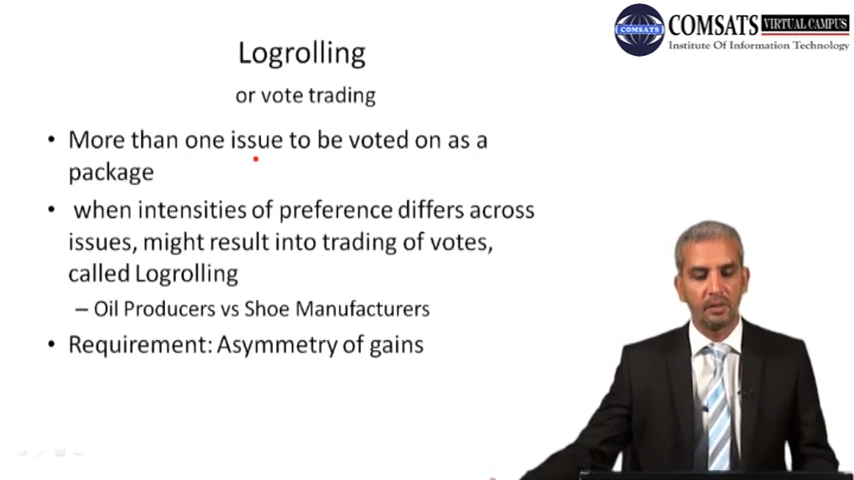 COMSATS VIRTUAL CAMPUS
Institute Of Information Technology
COMSATS
Logrolling
or vote trading
• More than one issue to be voted on as a
package
• when intensities of preference differs across
issues, might result into trading of votes,
called Logrolling
– Oil Producers vs Shoe Manufacturers
• Requirement: Asymmetry of gains